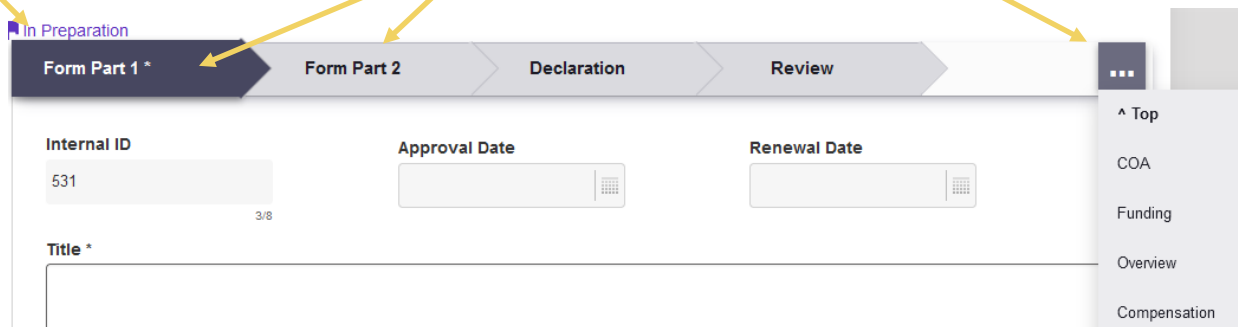 In Preparation
Form Part 1 *
Form Part 2
Declaration
Review
...
^ Top
Internal ID
Approval Date
Renewal Date
COA
531
3/8
Funding
Title *
Overview
Compensation